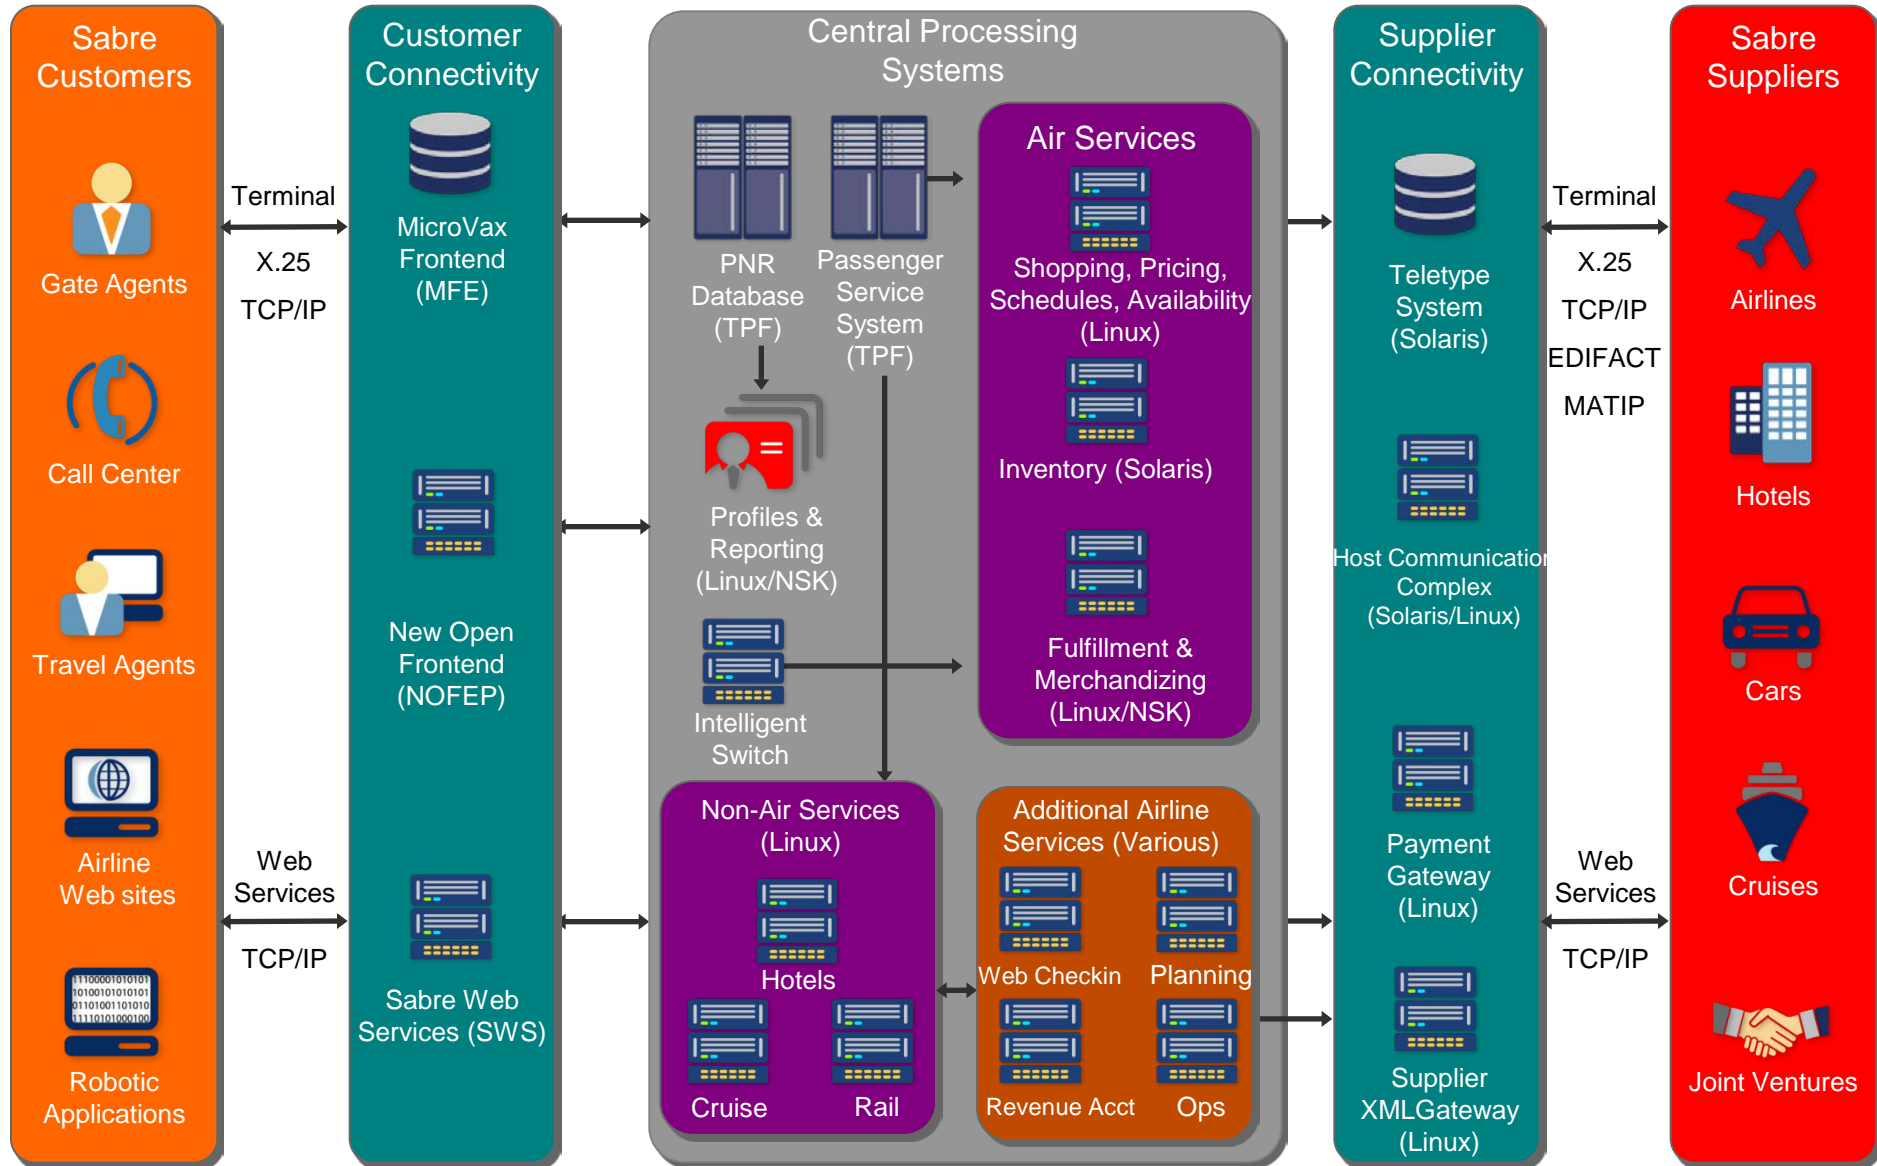 Sabre
Customers
Gate Agents
Call Center
Travel Agents
Airline
Web sites
11100001010101
10100101010101
01101001101010
11110101000100
Robotic
Applications
Terminal
X.25
TCP/IP
Web
Services
TCP/IP
Customer
Connectivity
MicroVax
Frontend
(MFE)
New Open
Frontend
(NOFEP)
Sabre Web
Services (SWS)
Central Processing
Systems
PNR
Database
(TPF)
Passenger
Service
System
(TPF)
Profiles &
Reporting
(Linux/NSK)
Intelligent
Switch
Air Services
Shopping, Pricing,
Schedules, Availability
(Linux)
Inventory (Solaris)
Fulfillment &
Merchandizing
(Linux/NSK)
Non-Air Services
(Linux)
Hotels
Cruise
Rail
Additional Airline
Services (Various)
Web Checkin
Planning
Revenue Acct
Ops
Supplier
Connectivity
Teletype
System
(Solaris)
Host Communication
Complex
(Solaris/Linux)
Payment
Gateway
(Linux)
Supplier
XMLGateway
(Linux)
Terminal
X.25
TCP/IP
EDIFACT
MATIP
Web
Services
TCP/IP
Sabre
Suppliers
Airlines
Hotels
Cars
Cruises
Joint Ventures